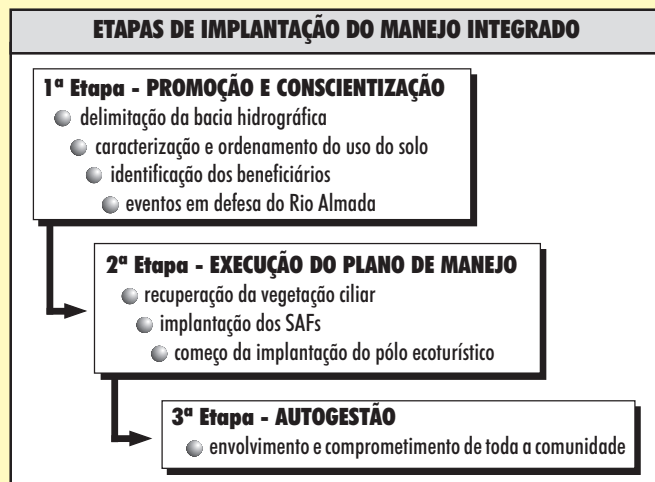 ETAPAS DE IMPLANTAÇÃO DO MANEJO INTEGRADO
1ª Etapa - PROMOÇÃO E CONSCIENTIZAÇÃO
delimitação da bacia hidrográfica
caracterização e ordenamento do uso do solo
identificação dos beneficiários
eventos em defesa do Rio Almada
2ª Etapa - EXECUÇÃO DO PLANO DE MANEJO
recuperação da vegetação ciliar
implantação dos SAFs
começo da implantação do pólo ecoturístico
3ª Etapa - AUTOGESTÃO
envolvimento e comprometimento de toda a comunidade